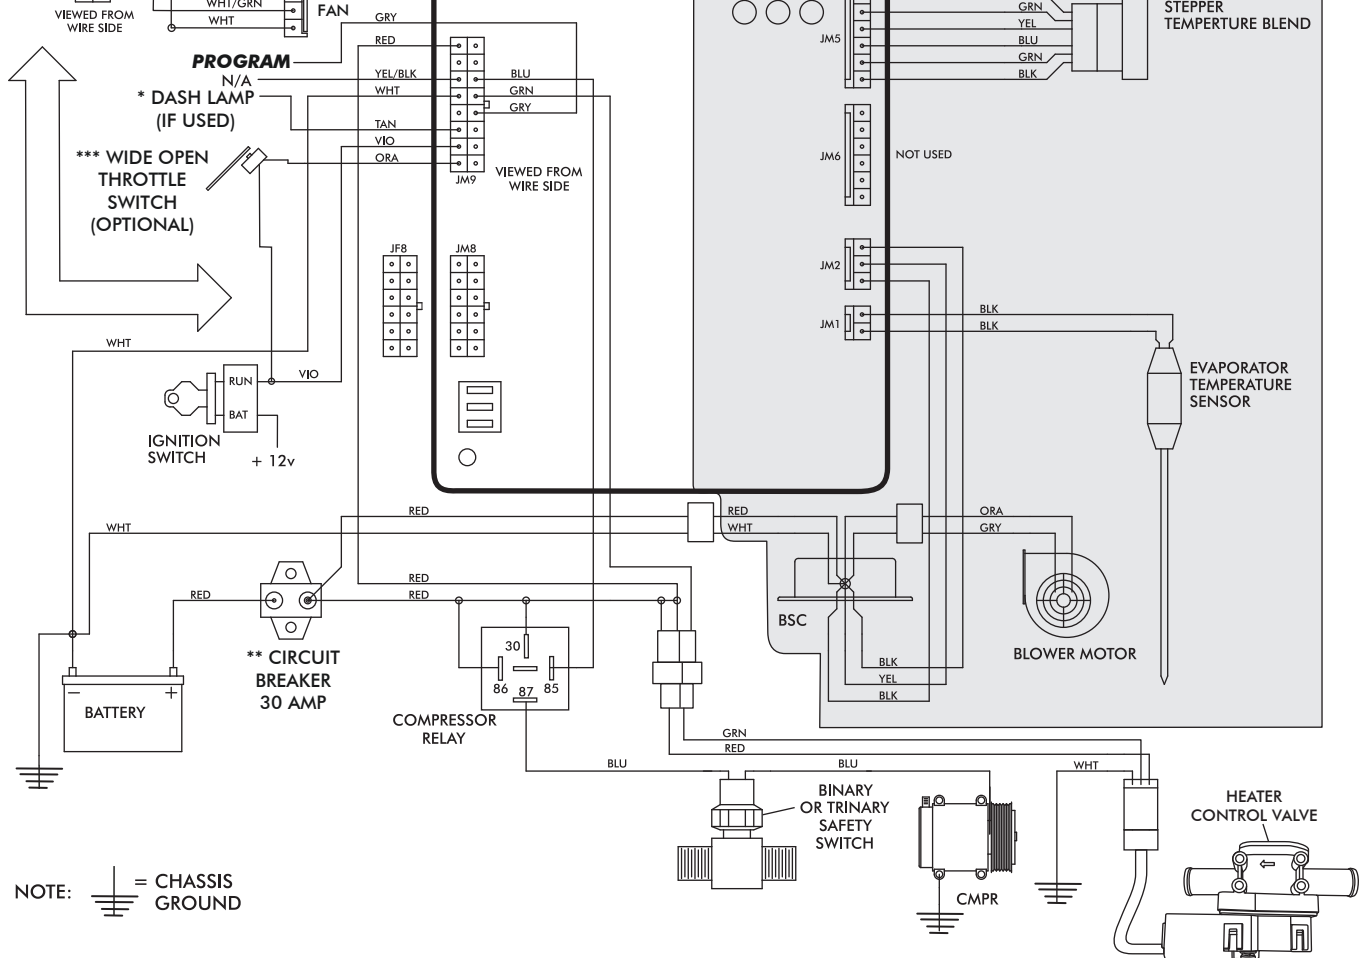 VIEWED FROM
WIRE SIDE
WHT/GRN
WHT
FAN
GRY
RED
PROGRAM
N/A
YEL/BLK
* DASH LAMP
(IF USED)
WHT
TAN
VIO
ORA
BLU
GRN
GRY
JM9
VIEWED FROM
WIRE SIDE
*** WIDE OPEN
THROTTLE
SWITCH
(OPTIONAL)
JM5
GRN
YEL
BLU
GRN
BLK
STEPPER
TEMPERTURE BLEND
JM6
NOT USED
JF8
JM8
JM2
JM1
BLK
BLK
EVAPORATOR
TEMPERATURE
SENSOR
WHT
RUN
BAT
VIO
IGNITION
SWITCH
+ 12v
RED
WHT
RED
WHT
ORA
GRY
RED
RED
RED
BSC
BLOWER MOTOR
** CIRCUIT
BREAKER
30 AMP
30
86
87
85
COMPRESSOR
RELAY
BLK
YEL
BLK
−
+
BATTERY
GRN
RED
BLU
BLU
WHT
BINARY
OR TRINARY
SAFETY
SWITCH
CMPR
HEATER
CONTROL VALVE
NOTE:
= CHASSIS
GROUND